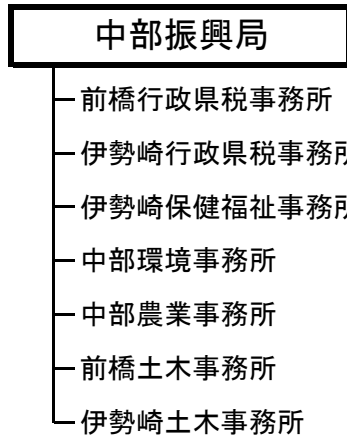 中部振興局
前橋行政県税事務所
伊勢崎行政県税事務所
伊勢崎保健福祉事務所
中部環境事務所
中部農業事務所
前橋土木事務所
伊勢崎土木事務所